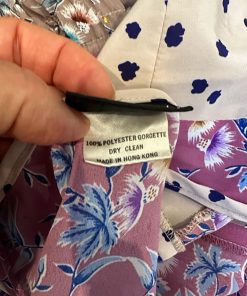 100% POLYESTER GORGETTE
DRY CLEAN
MADE IN HONG KONG